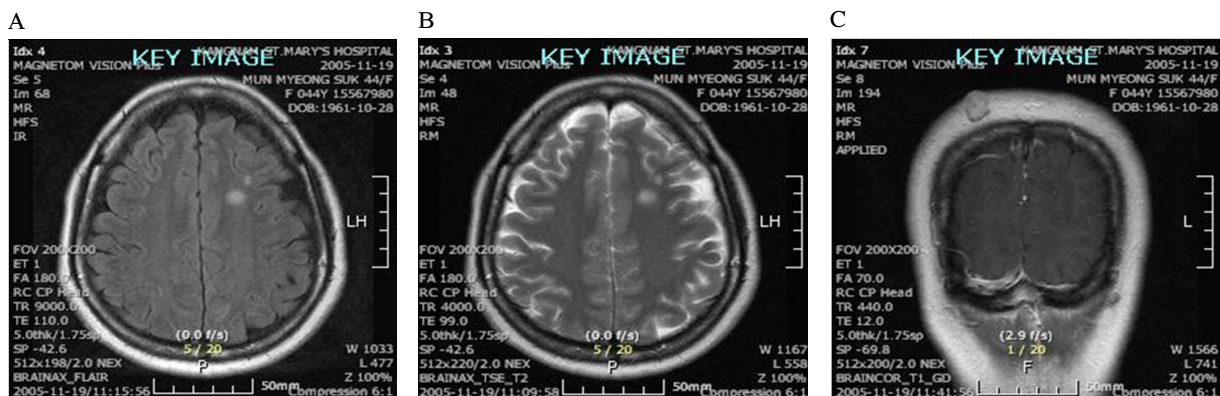 A
Idx 4
KEY IMAGE
KANGNAM ST.MARY'S HOSPITAL
MAGNETOM VISION Plus
2005-11-19
Se 5
MUN MYEONG SUK 44/F
Im 68
F 044Y 15567980
MR
DOB:1961-10-28
HFS
IR
LH
FOV 200X200
ET 1
FA 180.0
RC CP Head
TR 9000.0
TE 110.0
(0.0 f/s)
5.0thk/1.75sp
5 / 20
W 1033
SP -42.6
P
L 477
512x198/2.0 NEX
Z 100%
BRAINAX_FLAIR
50mm
2005-11-19/11:15:56
Compression 6:1
B
Idx 3
KEY IMAGE
KANGNAM ST.MARY'S HOSPITAL
MAGNETOM VISION Plus
2005-11-19
Se 4
MUN MYEONG SUK 44/F
Im 48
F 044Y 15567980
MR
DOB:1961-10-28
HFS
RM
LH
FOV 200X200
ET 1
FA 180.0
RC CP Head
TR 4000.0
TE 99.0
(0.0 f/s)
5.0thk/1.75sp
5 / 20
W 1167
SP -42.6
P
L 558
512x220/2.0 NEX
Z 100%
BRAINAX_TSE_T2
50mm
2005-11-19/11:09:58
Compression 6:1
C
Idx 7
KEY IMAGE
KANGNAM ST.MARY'S HOSPITAL
MAGNETOM VISION Plus
2005-11-19
Se 8
MUN MYEONG SUK 44/F
Im 194
F 044Y 15567980
MR
DOB:1961-10-28
HFS
RM
APPLIED
L
FOV 200X200
ET 1
FA 70.0
RC CP Head
TR 440.0
TE 12.0
(2.9 f/s)
5.0thk/1.75sp
1 / 20
W 1566
SP -69.8
F
L 741
512x200/2.0 NEX
Z 100%
BRAINCOR_T1_GD
50mm
2005-11-19/11:41:56
Compression 6:1